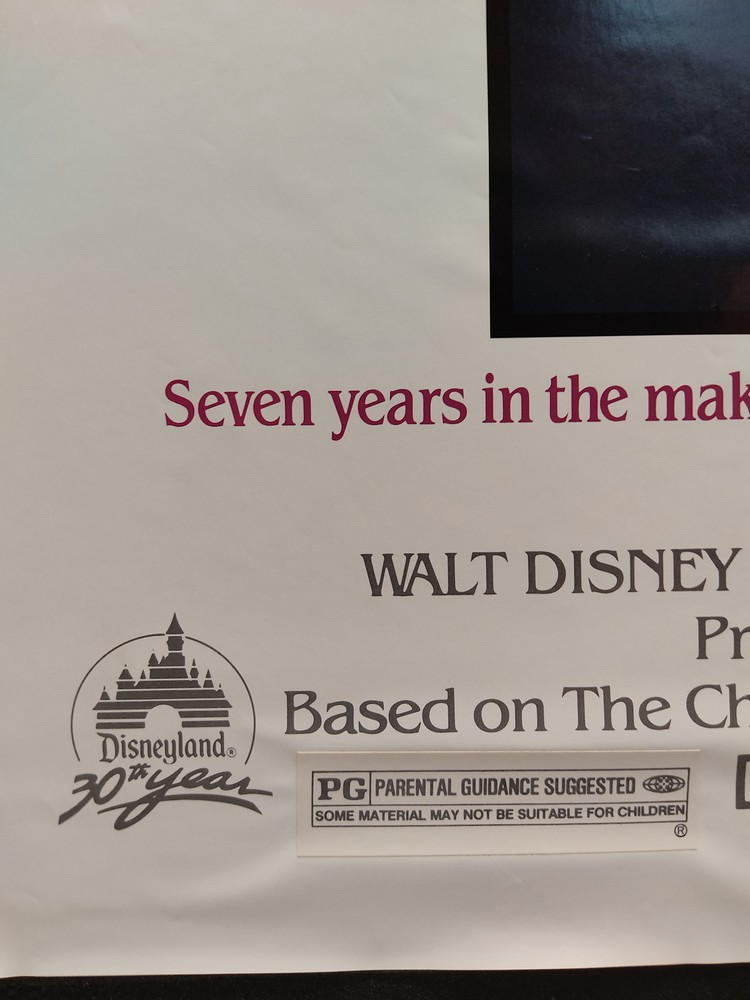 Seven years in the mak
WALT DISNEY
Pr
Based on The Ch
Disneyland®
30th year
PG PARENTAL GUIDANCE SUGGESTED
SOME MATERIAL MAY NOT BE SUITABLE FOR CHILDREN
®